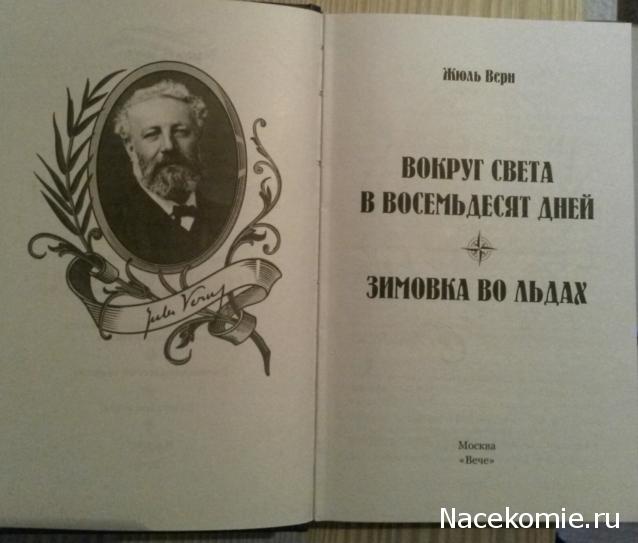 Jules Verne
Жюль Верн
ВОКРУГ СВЕТА
В ВОСЕМЬДЕСЯТ ДНЕЙ
ЗИМОВКА ВО ЛЬДАХ
Москва
«Вече»
Nacekomie.ru